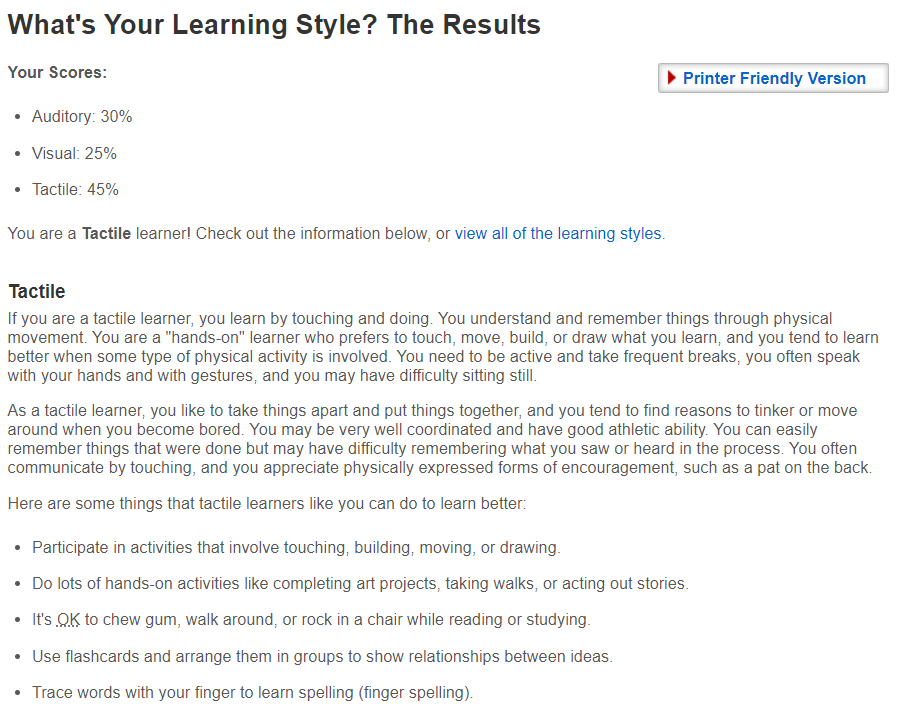 What's Your Learning Style? The Results
Your Scores:
Printer Friendly Version
• Auditory: 30%
• Visual: 25%
• Tactile: 45%
You are a Tactile learner! Check out the information below, or view all of the learning styles.
Tactile
If you are a tactile learner, you learn by touching and doing. You understand and remember things through physical
movement. You are a "hands-on" learner who prefers to touch, move, build, or draw what you learn, and you tend to learn
better when some type of physical activity is involved. You need to be active and take frequent breaks, you often speak
with your hands and with gestures, and you may have difficulty sitting still.
As a tactile learner, you like to take things apart and put things together, and you tend to find reasons to tinker or move
around when you become bored. You may be very well coordinated and have good athletic ability. You can easily
remember things that were done but may have difficulty remembering what you saw or heard in the process. You often
communicate by touching, and you appreciate physically expressed forms of encouragement, such as a pat on the back.
Here are some things that tactile learners like you can do to learn better:
• Participate in activities that involve touching, building, moving, or drawing.
• Do lots of hands-on activities like completing art projects, taking walks, or acting out stories.
• It's OK to chew gum, walk around, or rock in a chair while reading or studying.
• Use flashcards and arrange them in groups to show relationships between ideas.
• Trace words with your finger to learn spelling (finger spelling).